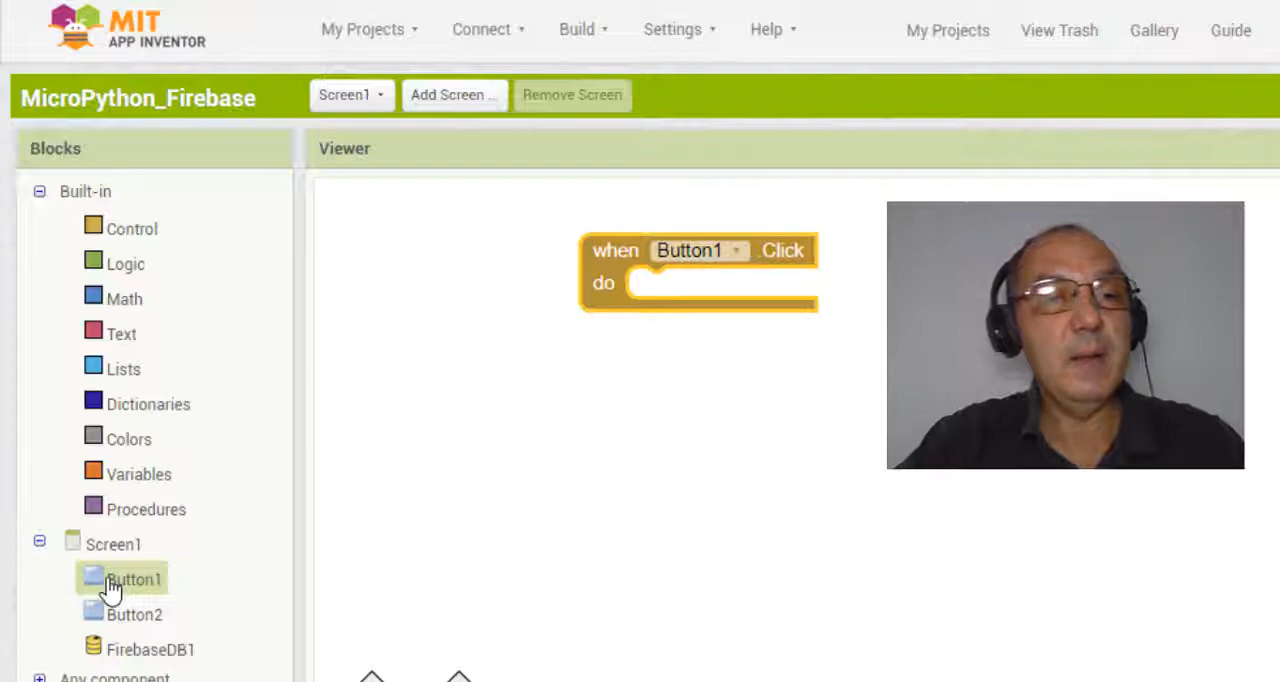 MIT
APP INVENTOR
My Projects Connect Build Settings Help My Projects View Trash Gallery Guide
MicroPython_Firebase Screen1 Add Screen .. Remove Screen
Blocks
Viewer
Built-in
Control
Logic
Math
Text
Lists
Dictionaries
Colors
Variables
Procedures
Screen1
Button1
Button2
FirebaseDB1
Any component
when Button1 .Click
do